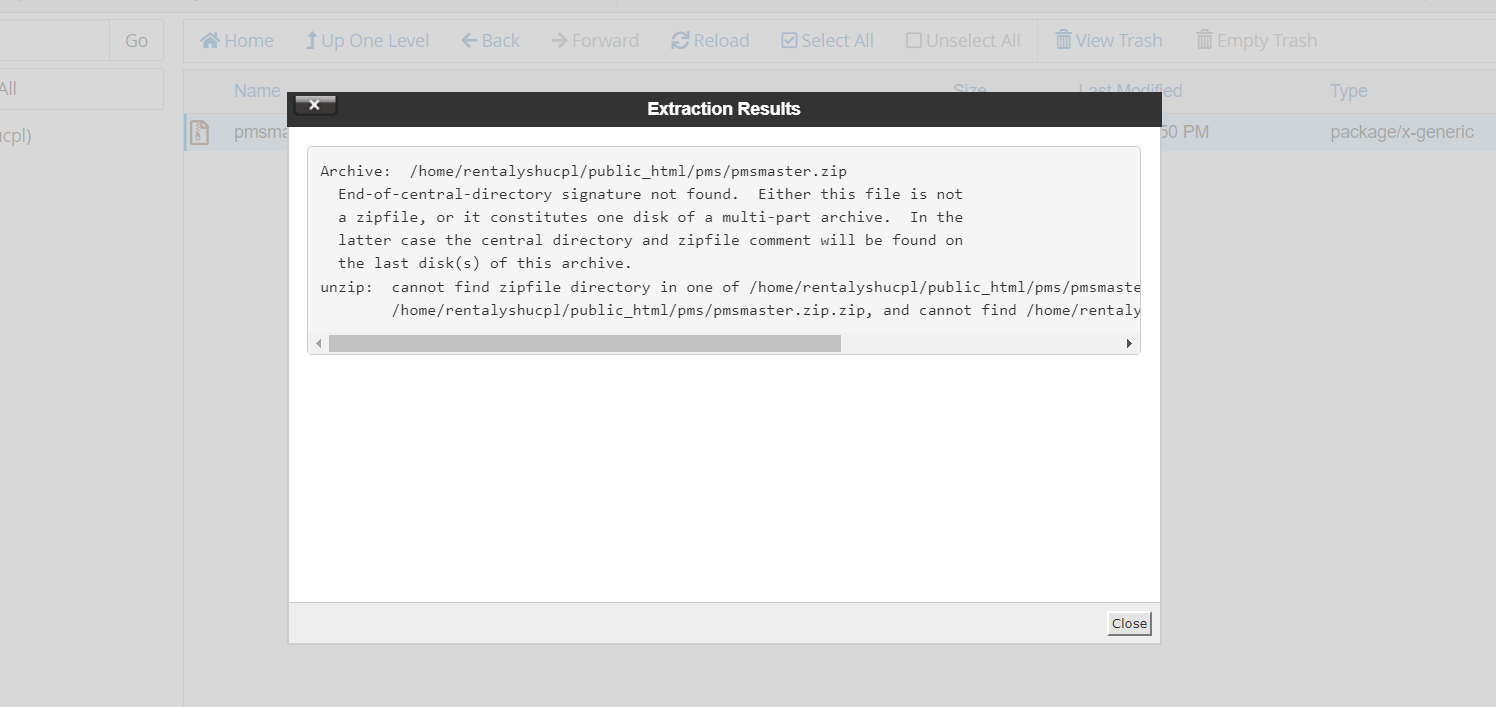 Go
Home Up One Level Back Forward Reload Select All Unselect All View Trash Empty Trash
All
Name Size Last Modified Type
Extraction Results
cpl)
50 PM package/x-generic
Archive: /home/rentalyshucpl/public_html/pms/pmsmaster.zip
End-of-central-directory signature not found. Either this file is not
a zipfile, or it constitutes one disk of a multi-part archive. In the
latter case the central directory and zipfile comment will be found on
the last disk(s) of this archive.
unzip: cannot find zipfile directory in one of /home/rentalyshucpl/public_html/pms/pmsmaste
/home/rentalyshucpl/public_html/pms/pmsmaster.zip.zip, and cannot find /home/rentaly
Close